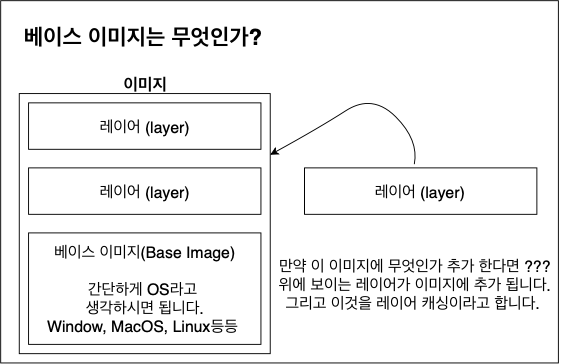 베이스 이미지는 무엇인가?
이미지
레이어 (layer)
레이어 (layer)
베이스 이미지(Base Image)
간단하게 OS라고
생각하시면 됩니다.
Window, MacOS, Linux등등
레이어 (layer)
만약 이 이미지에 무엇인가 추가 한다면 ???
위에 보이는 레이어가 이미지에 추가 됩니다.
그리고 이것을 레이어 캐싱이라고 합니다.